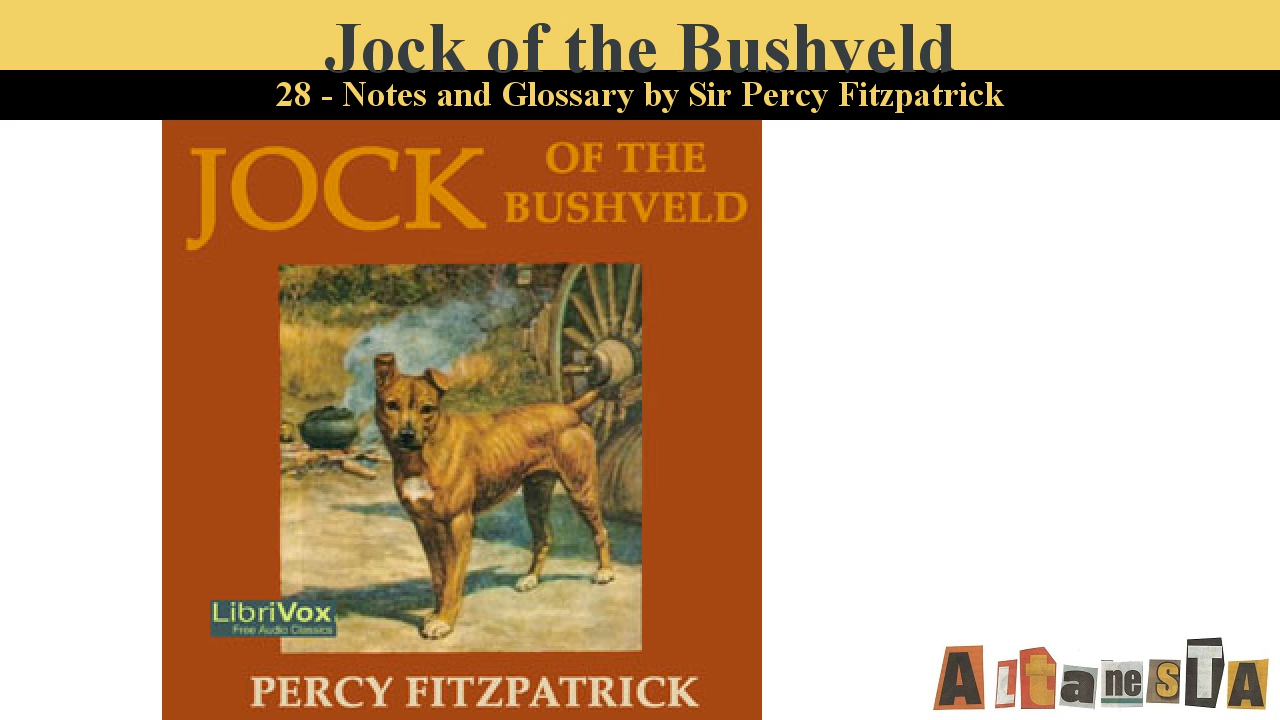 Jock of the Bushveld
28 - Notes and Glossary by Sir Percy Fitzpatrick
JOCK
OF THE
BUSHVELD
LibriVox
Free Audio Classics
PERCY FITZPATRICK
AltanesTA